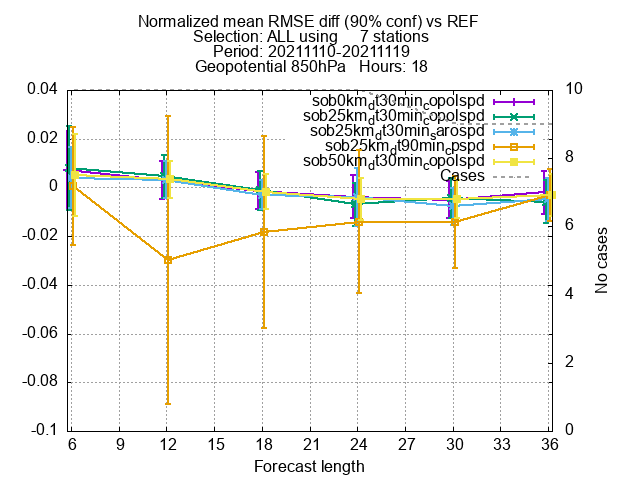 Normalized mean RMSE diff (90% conf) vs REF
Selection: ALL using 7 stations
Period: 20211110-20211119
Geopotential 850hPa Hours: 18
sob0km_dt30min_copolspd
sob25km_dt30min_copolspd
sob25km_dt30min_sarospd
sob25km_dt90min_cpspd
sob50km_dt30min_copolspd
Cases
0.04
0.02
0
-0.02
-0.04
-0.06
-0.08
-0.1
10
8
6
4
2
0
No cases
6 9 12 15 18 21 24 27 30 33 36
Forecast length